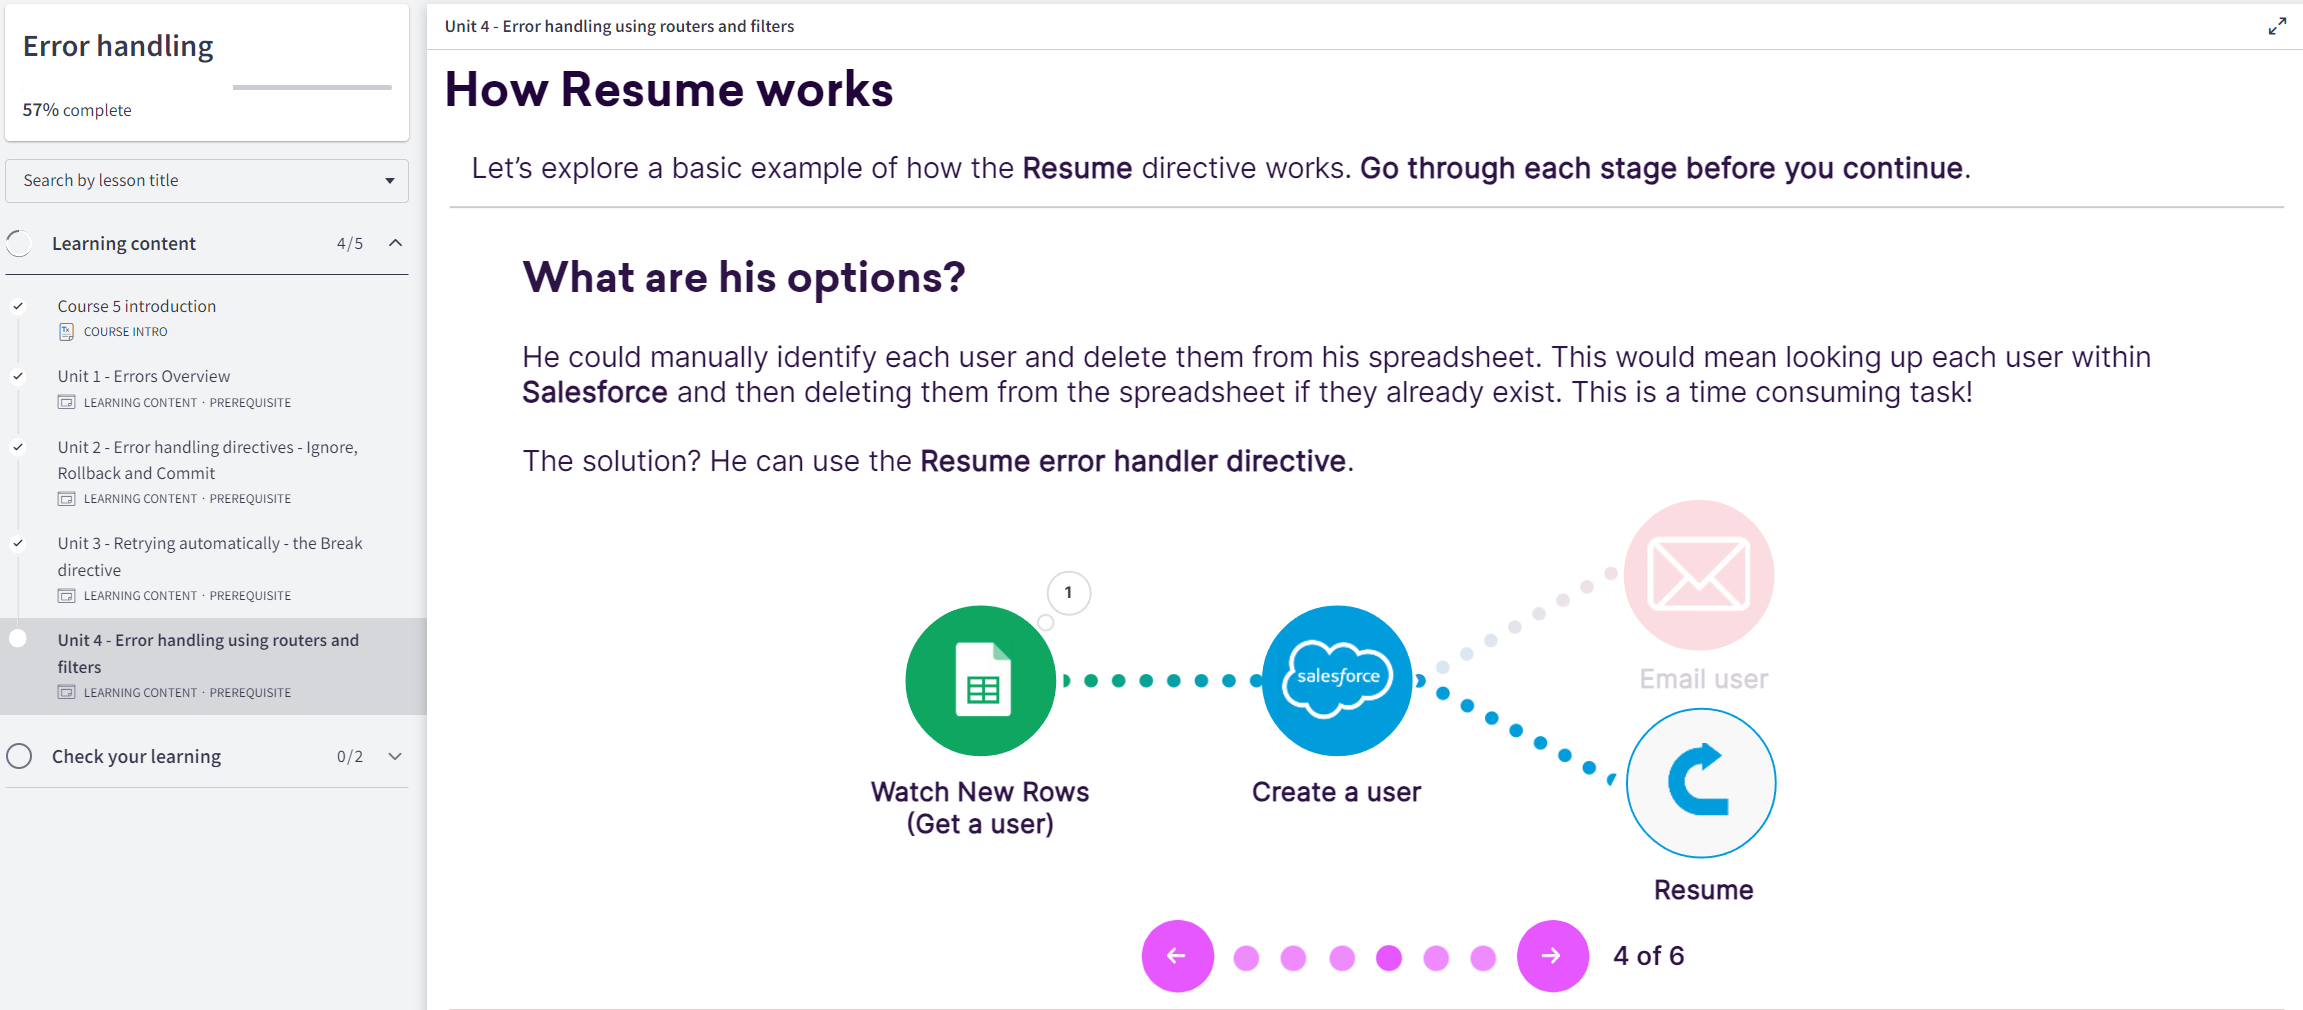 Error handling
57% complete
Search by lesson title
Learning content 4/5
Course 5 introduction
COURSE INTRO
Unit 1 - Errors Overview
LEARNING CONTENT · PREREQUISITE
Unit 2 - Error handling directives - Ignore,
Rollback and Commit
LEARNING CONTENT · PREREQUISITE
Unit 3 - Retrying automatically - the Break
directive
LEARNING CONTENT · PREREQUISITE
Unit 4 - Error handling using routers and
filters
LEARNING CONTENT · PREREQUISITE
Check your learning 0/2
Unit 4 - Error handling using routers and filters
How Resume works
Let's explore a basic example of how the Resume directive works. Go through each stage before you continue.
What are his options?
He could manually identify each user and delete them from his spreadsheet. This would mean looking up each user within
Salesforce and then deleting them from the spreadsheet if they already exist. This is a time consuming task!
The solution? He can use the Resume error handler directive.
1
salesforce
Email user
Watch New Rows
(Get a user)
Create a user
Resume
4 of 6